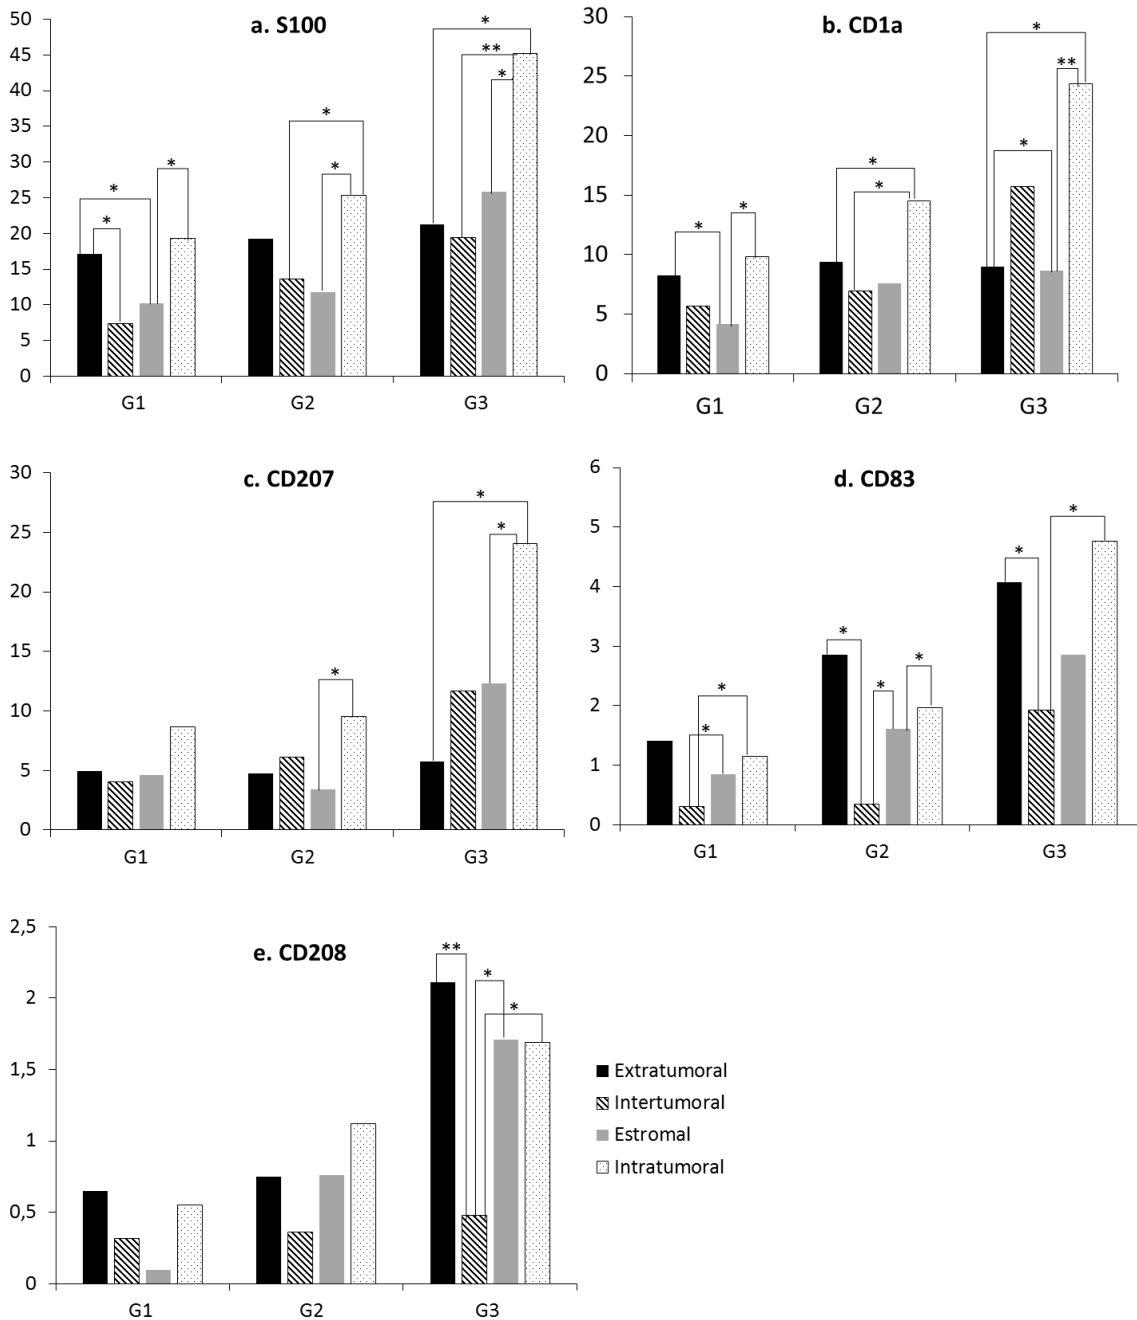 a. S100
50
45
40
35
30
25
20
15
10
5
0
* * *
* *
* ** *
G1 G2 G3
b. CD1a
30
25
20
15
10
5
0
* *
* *
* * **
G1 G2 G3
c. CD207
30
25
20
15
10
5
0
*
* *
G1 G2 G3
d. CD83
6
5
4
3
2
1
0
* *
* * *
* *
G1 G2 G3
e. CD208
2,5
2
1,5
1
0,5
0
** * *
G1 G2 G3
Extratumoral
Intertumoral
Estromal
Intratumoral